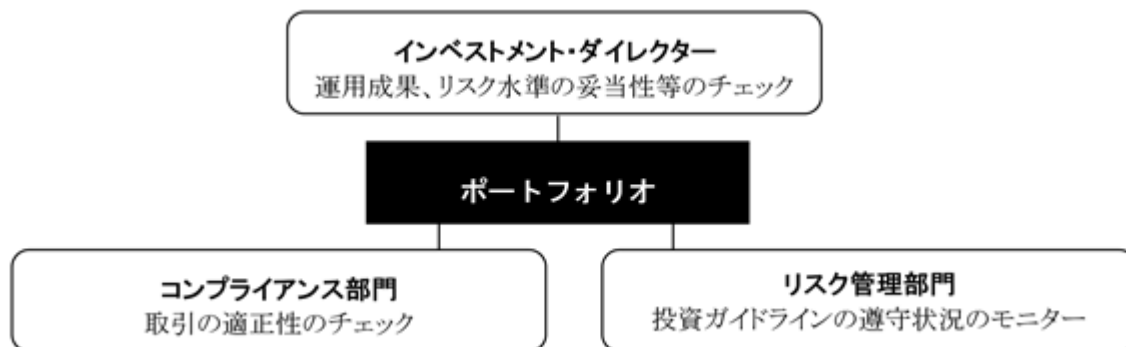 インベストメント・ダイレクター
運用成果、リスク水準の妥当性等のチェック
ポートフォリオ
コンプライアンス部門
取引の適正性のチェック
リスク管理部門
投資ガイドラインの遵守状況のモニター